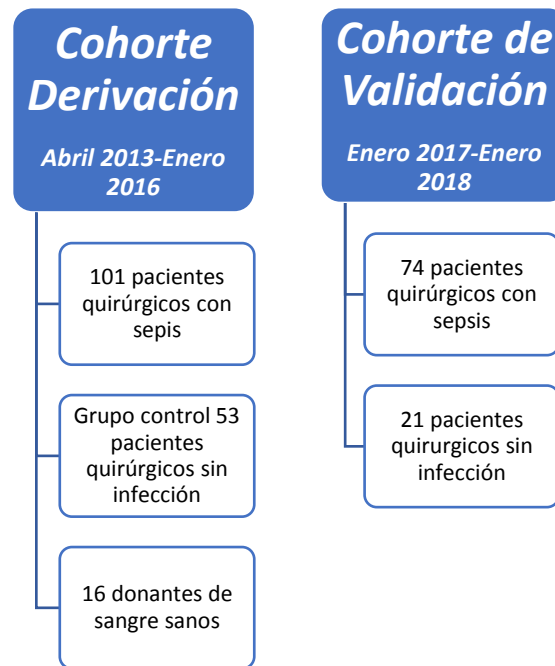 Cohorte
Derivación
Abril 2013-Enero
2016
101 pacientes
quirúrgicos con
sepis
Grupo control 53
pacientes
quirúrgicos sin
infección
16 donantes de
sangre sanos
Cohorte de
Validación
Enero 2017-Enero
2018
74 pacientes
quirúrgicos con
sepsis
21 pacientes
quirurgicos sin
infección